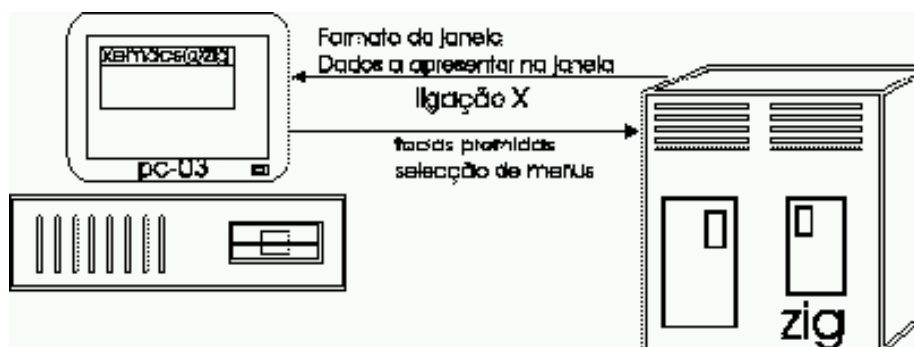 xemacs@zig
Formato da janela
Dados a apresentar na janela
ligação X
teclas premidas
selecção de menus
pc-03
zig